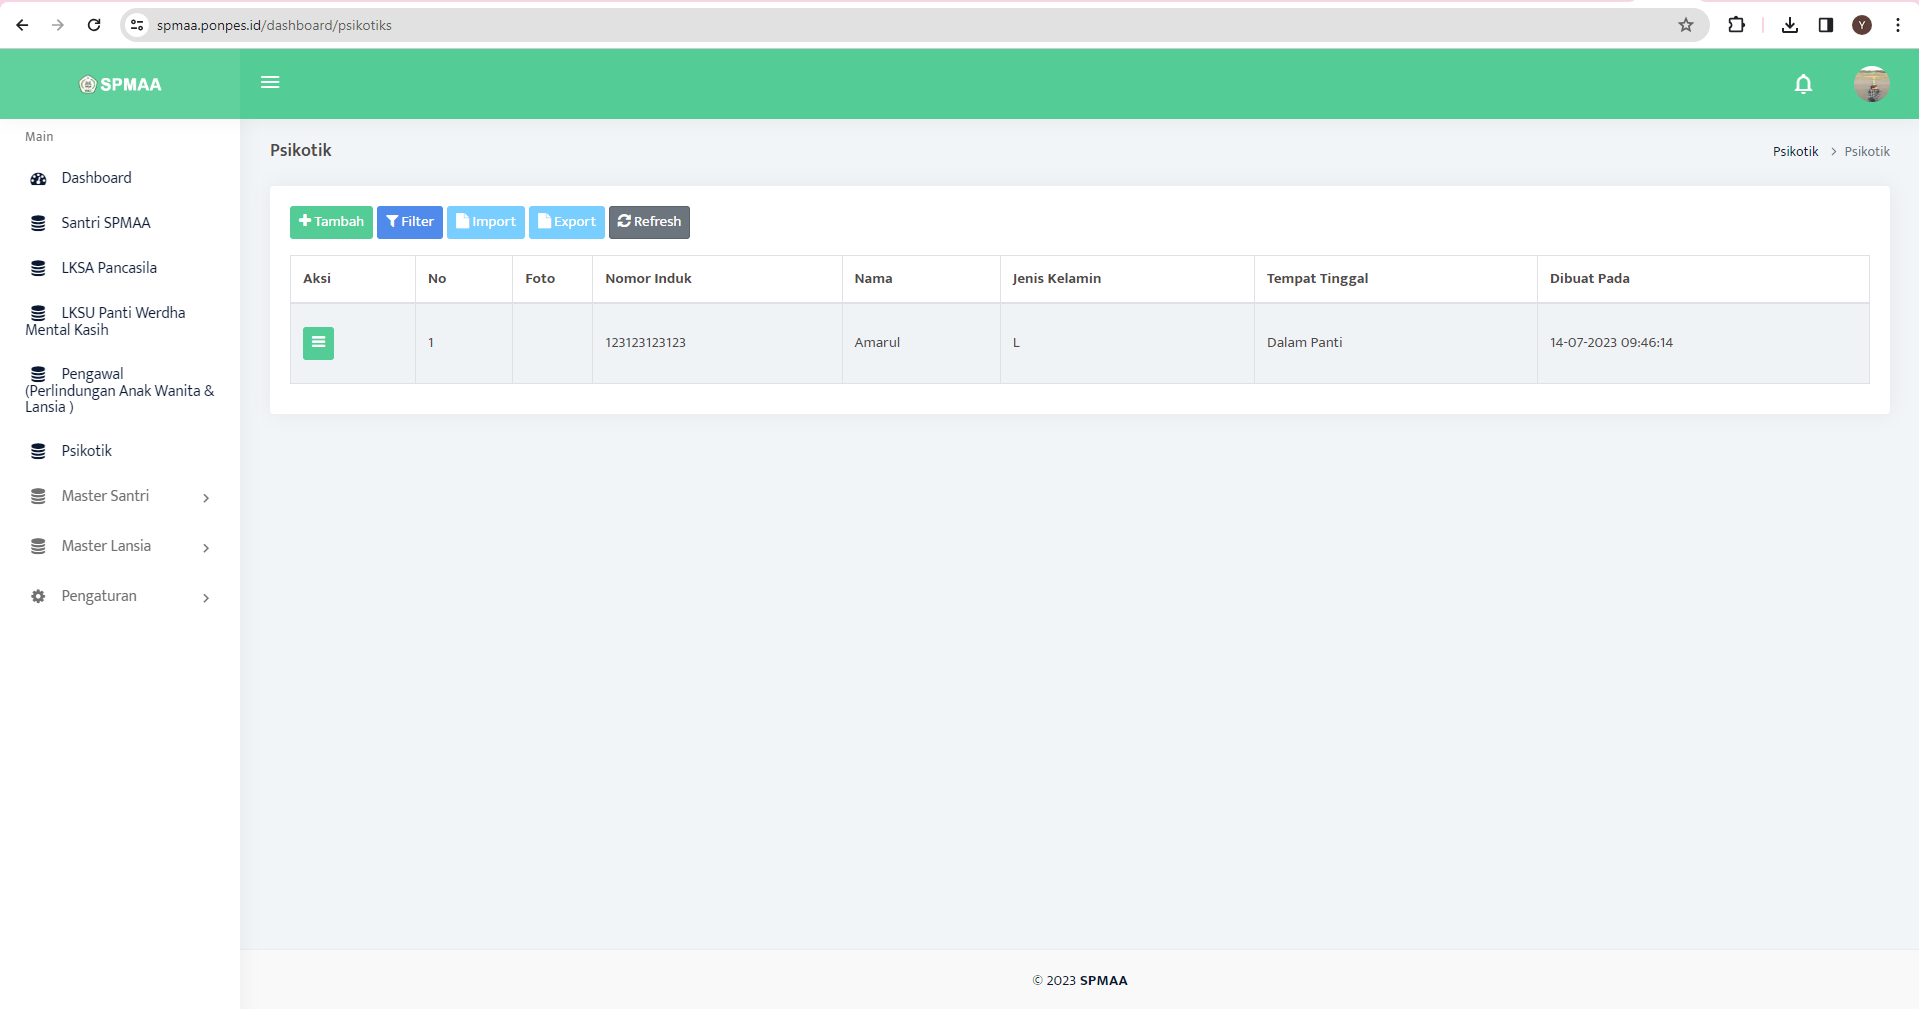 spmaa.ponpes.id/dashboard/psikotiks
Y
SPMAA
Main
Dashboard
Santri SPMAA
LKSA Pancasila
LKSU Panti Werdha
Mental Kasih
Pengawal
(Perlindungan Anak Wanita &
Lansia )
Psikotik
Master Santri
Master Lansia
Pengaturan
Psikotik
Psikotik > Psikotik
Tambah Filter Import Export Refresh
Aksi No Foto Nomor Induk Nama Jenis Kelamin Tempat Tinggal Dibuat Pada
1 123123123123 Amarul L Dalam Panti 14-07-2023 09:46:14
© 2023 SPMAA